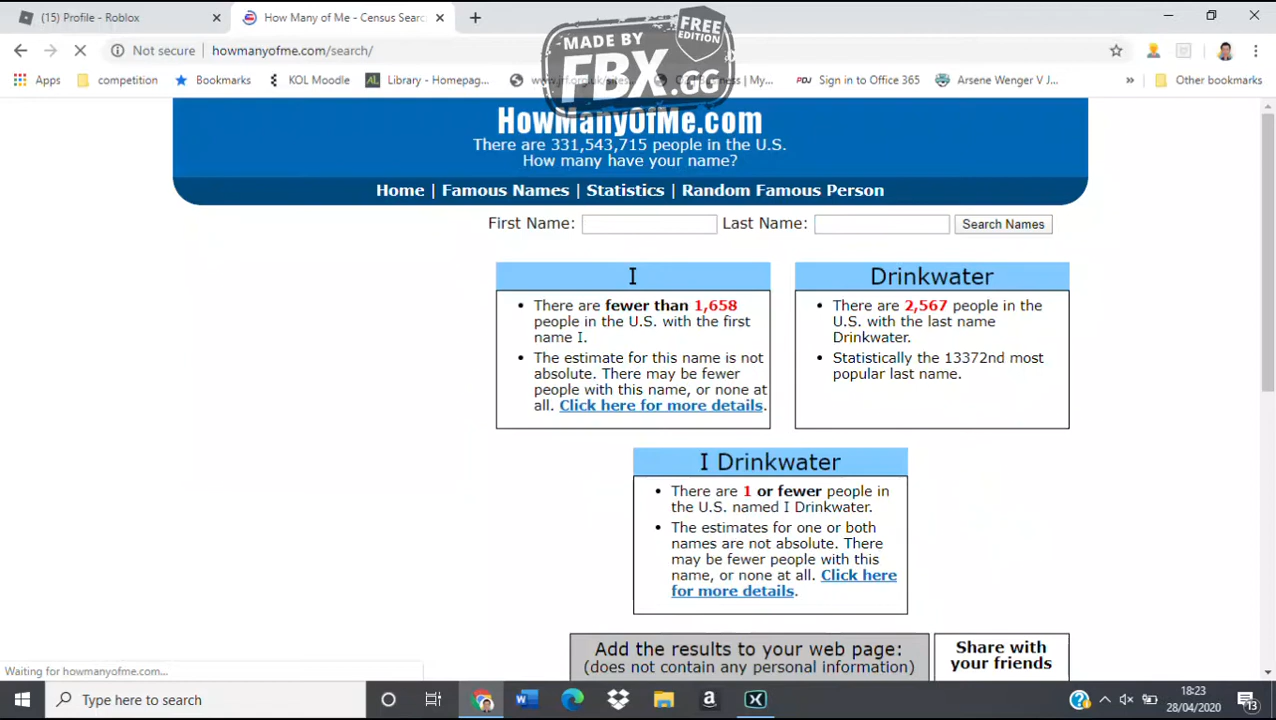 (15) Profile - Roblox
How Many of Me - Census Searc
MADE BY
FREE
EDITION
FBX.GG
Not secure
howmanyofme.com/search/
Apps
competition
Bookmarks
KOL Moodle
Library - Homepag...
My...
Sign in to Office 365
Arsene Wenger V J...
Other bookmarks
HowManyOfMe.com
There are 331,543,715 people in the U.S.
How many have your name?
Home | Famous Names | Statistics | Random Famous Person
First Name: Last Name: Search Names
I
There are fewer than 1,658
people in the U.S. with the first
name I.
The estimate for this name is not
absolute. There may be fewer
people with this name, or none at
all. Click here for more details.
Drinkwater
There are 2,567 people in the
U.S. with the last name
Drinkwater.
Statistically the 13372nd most
popular last name.
I Drinkwater
There are 1 or fewer people in
the U.S. named I Drinkwater.
The estimates for one or both
names are not absolute. There
may be fewer people with this
name, or none at all. Click here
for more details.
Add the results to your web page:
(does not contain any personal information)
Share with
your friends
Waiting for howmanyofme.com...
Type here to search
18:23
28/04/2020
13